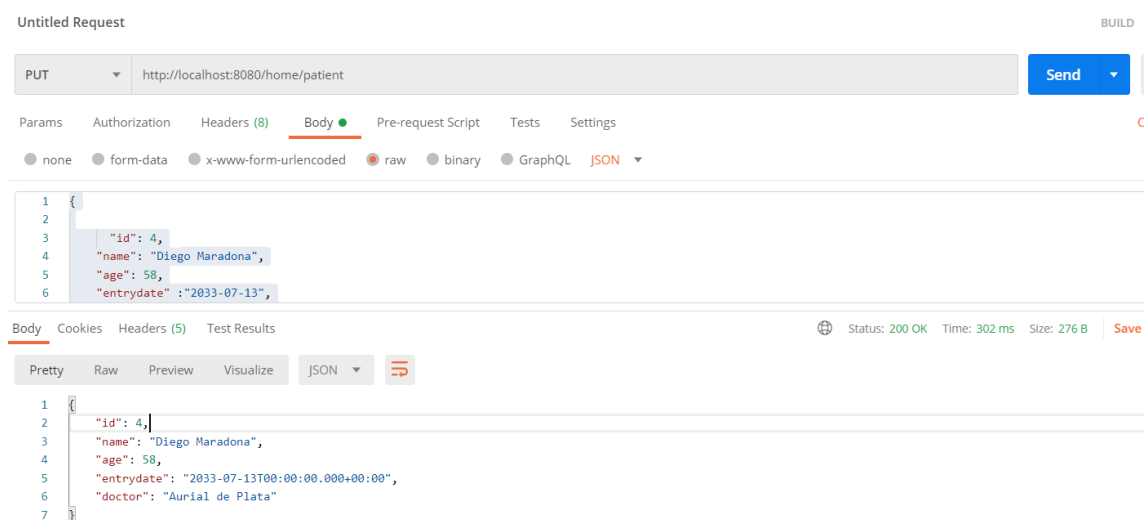 Untitled Request
BUILD
PUT http://localhost:8080/home/patient Send
Params Authorization Headers (8) Body Pre-request Script Tests Settings C
none form-data x-www-form-urlencoded raw binary GraphQL JSON
1 {
2
3 "id": 4,
4 "name": "Diego Maradona",
5 "age": 58,
6 "entrydate" :"2033-07-13",
Body Cookies Headers (5) Test Results Status: 200 OK Time: 302 ms Size: 276 B Save
Pretty Raw Preview Visualize JSON
1 {
2 "id": 4,
3 "name": "Diego Maradona",
4 "age": 58,
5 "entrydate": "2033-07-13T00:00:00.000+00:00",
6 "doctor": "Aurial de Plata"
7 }